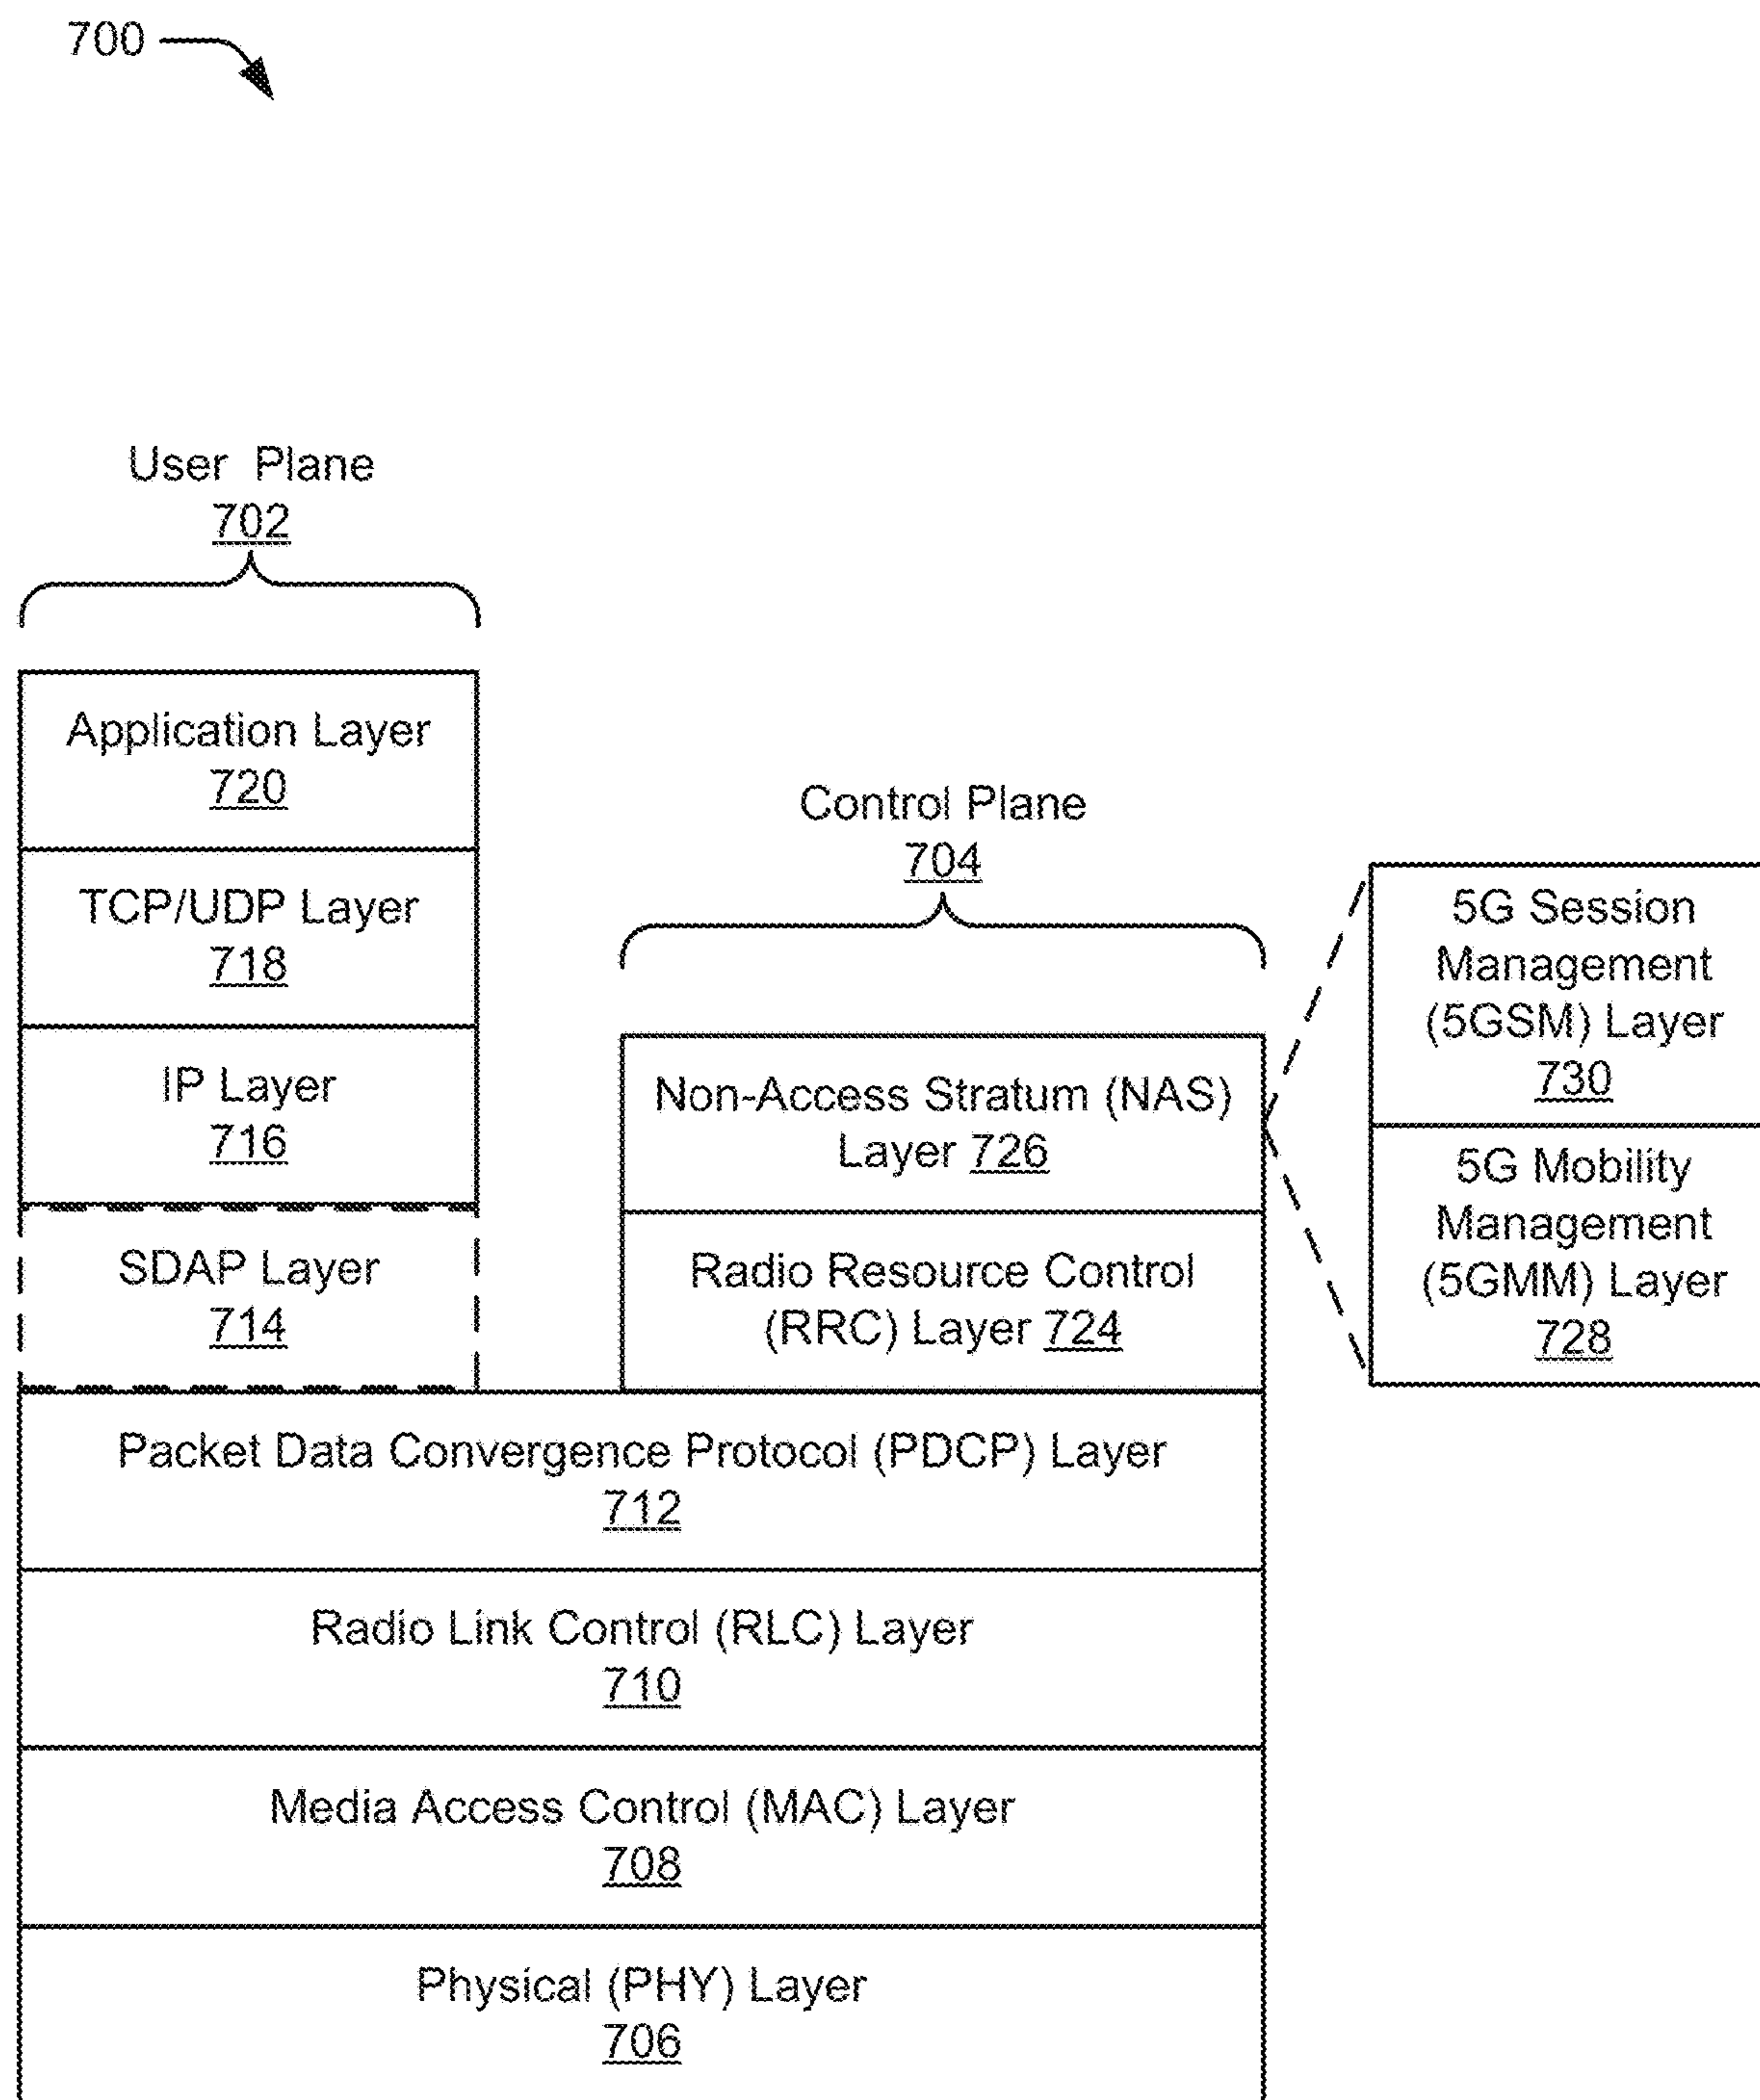 700
User Plane
702
Application Layer
720
TCP/UDP Layer
718
IP Layer
716
SDAP Layer
714
Control Plane
704
Non-Access Stratum (NAS)
Layer 726
Radio Resource Control
(RRC) Layer 724
5G Session
Management
(5GSM) Layer
730
5G Mobility
Management
(5GMM) Layer
728
Packet Data Convergence Protocol (PDCP) Layer
712
Radio Link Control (RLC) Layer
710
Media Access Control (MAC) Layer
708
Physical (PHY) Layer
706